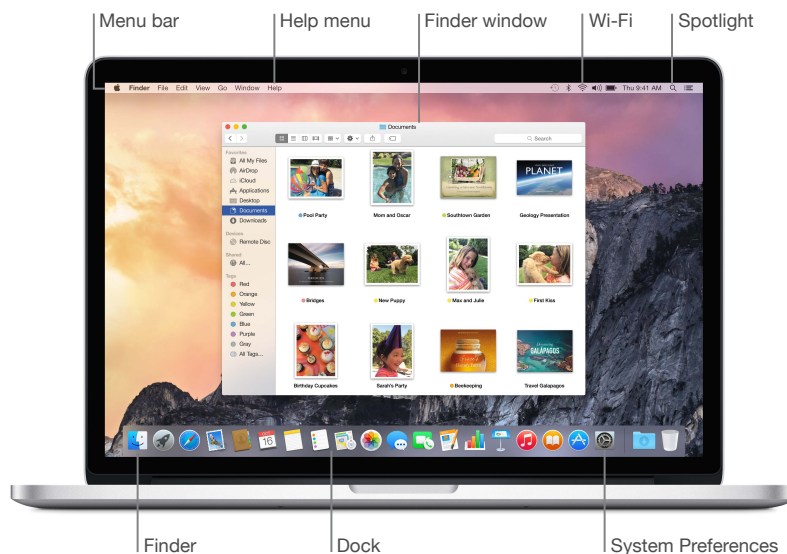 Menu bar
Help menu
Finder window
Wi-Fi
Spotlight
Finder File Edit View Go Window Help
Thu 9:41 AM
Documents
Search
Favorites
All My Files
AirDrop
iCloud
Applications
Desktop
Documents
Downloads
Devices
Remote Disc
Shared
All...
Tags
Red
Orange
Yellow
Green
Blue
Purple
Gray
All Tags...
PLANET
Pool Party
Mom and Oscar
Southtown Garden
Geology Presentation
Bridges
New Puppy
Max and Julie
First Kiss
GALÁPAGOS
Birthday Cupcakes
Sarah's Party
Beekeeping
Travel Galapagos
16
Finder
Dock
System Preferences